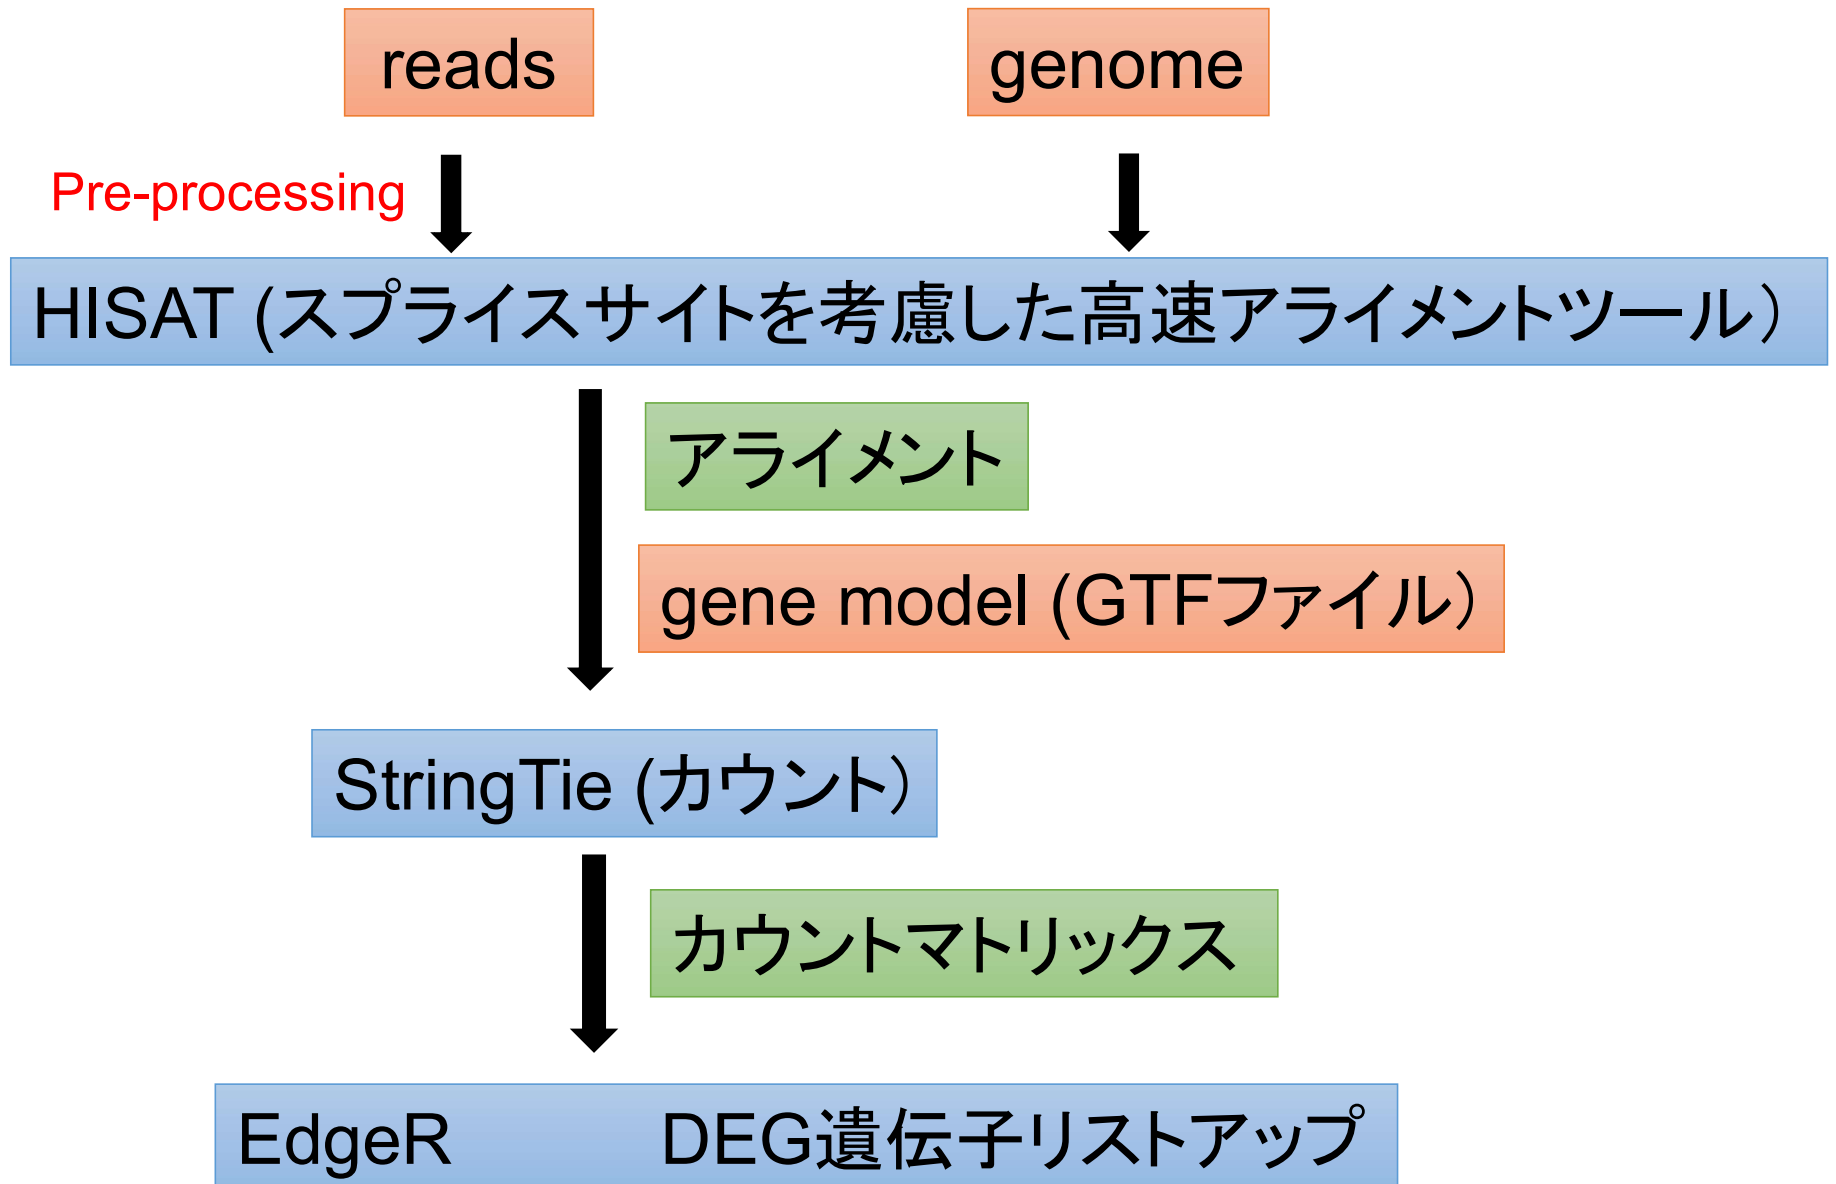 reads
genome
Pre-processing
HISAT (スプライスサイトを考慮した高速アライメントツール）
アライメント
gene model (GTFファイル）
StringTie (カウント）
カウントマトリックス
EdgeR DEG遺伝子リストアップ